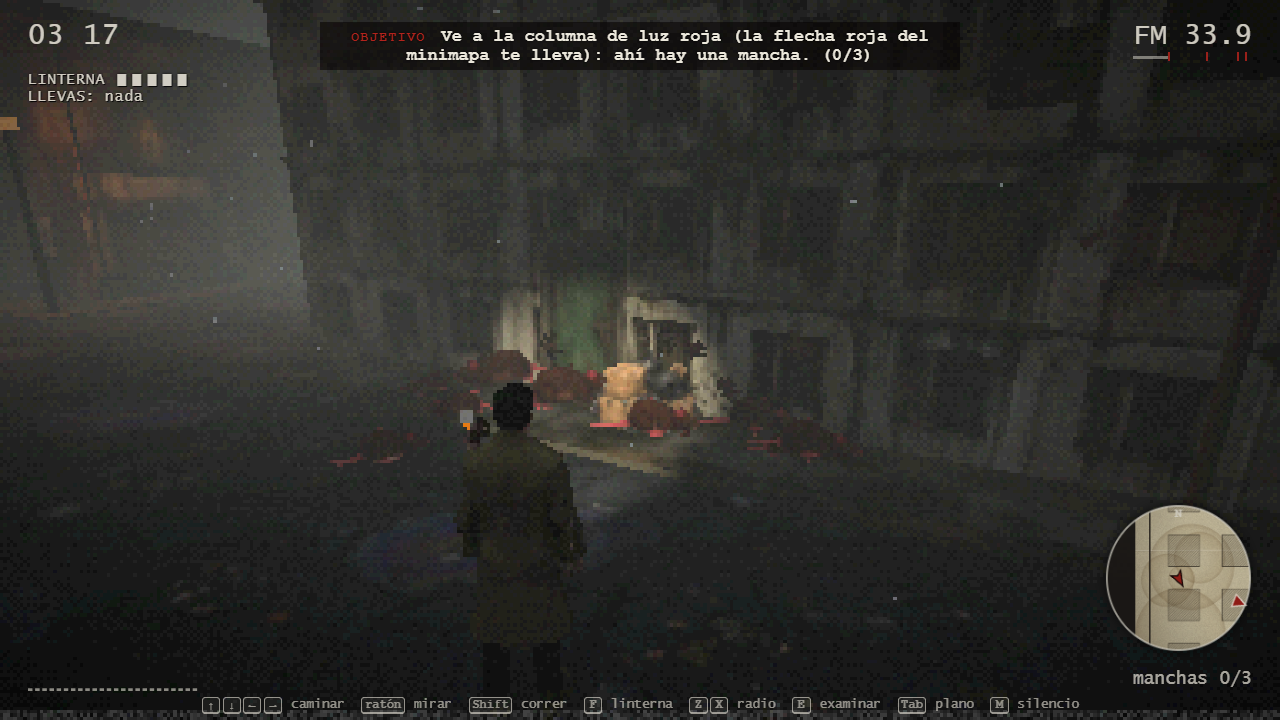 03 17
OBJETIVO Ve a la columna de luz roja (la flecha roja del
minimapa te lleva): ahí hay una mancha. (0/3)
FM 33.9
LINTERNA
LLEVAS: nada
N
manchas 0/3
↑ ↓ ← → caminar ratón mirar Shift correr F linterna Z X radio E examinar Tab plano M silencio